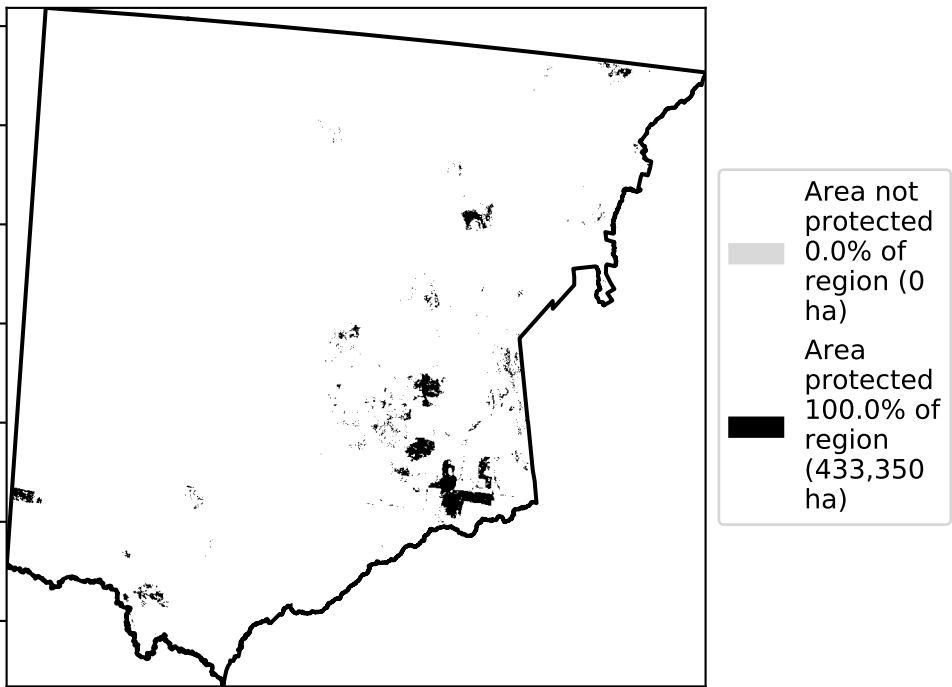 Area not
protected
0.0% of
region (0
ha)
Area
protected
100.0% of
region
(433,350
ha)